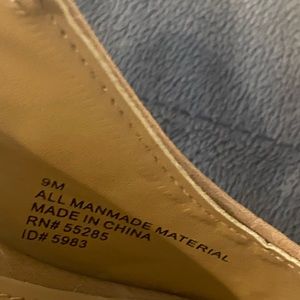 9M
ALL MANMADE MATERIAL
MADE IN CHINA
RN# 55285
ID# 5983